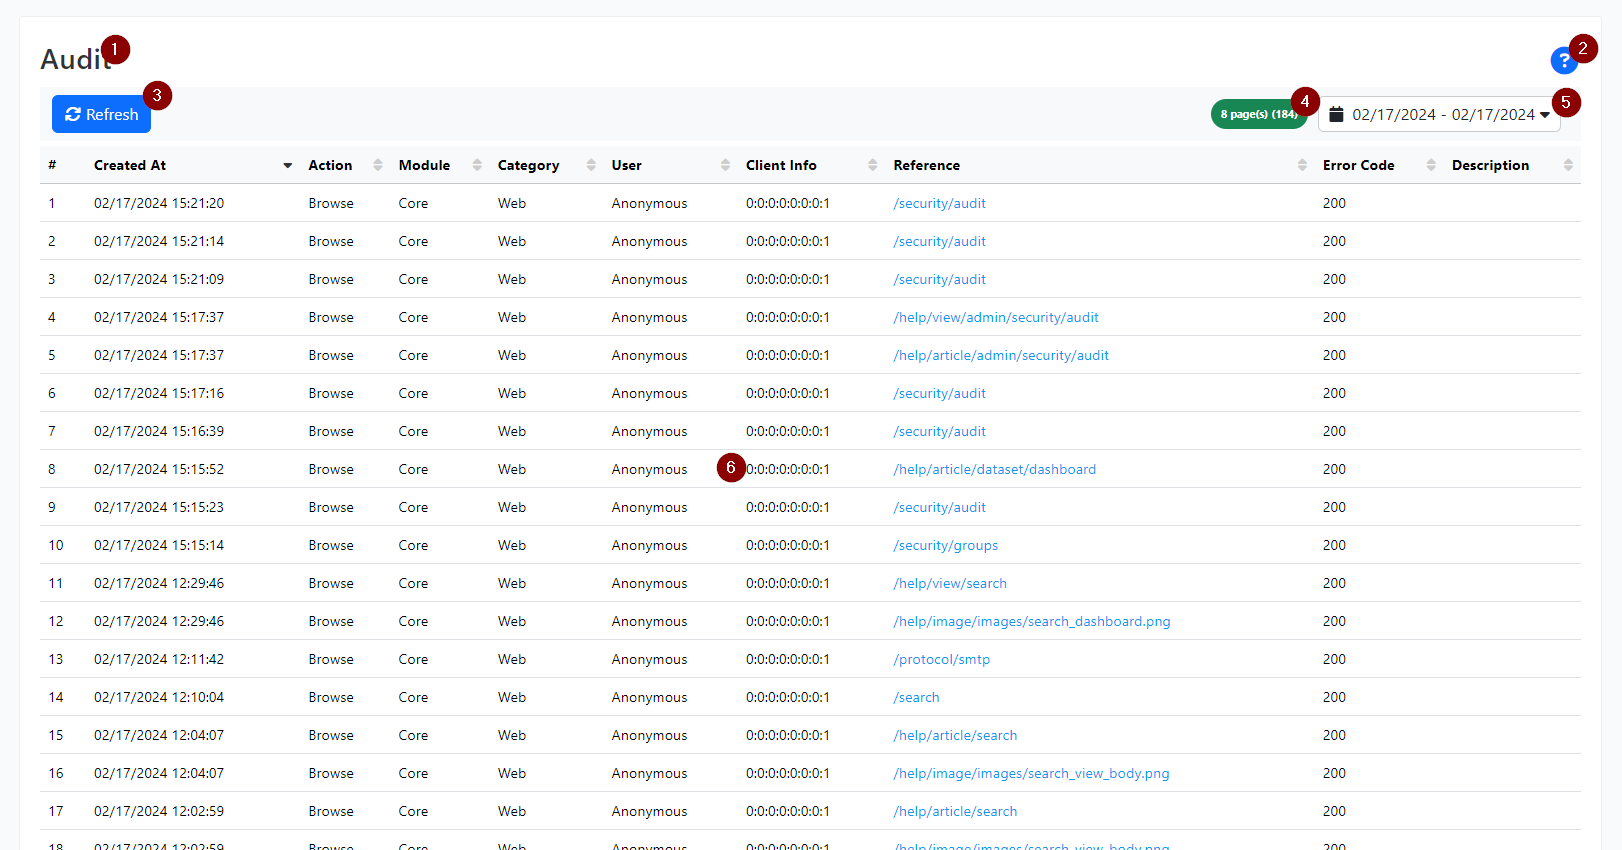 Audit 1
? 2
Refresh 3
8 page(s) (184) 4 02/17/2024 - 02/17/2024 5
# Created At Action Module Category User Client Info Reference Error Code Description
1 02/17/2024 15:21:20 Browse Core Web Anonymous 0:0:0:0:0:0:0:1 /security/audit 200
2 02/17/2024 15:21:14 Browse Core Web Anonymous 0:0:0:0:0:0:0:1 /security/audit 200
3 02/17/2024 15:21:09 Browse Core Web Anonymous 0:0:0:0:0:0:0:1 /security/audit 200
4 02/17/2024 15:17:37 Browse Core Web Anonymous 0:0:0:0:0:0:0:1 /help/view/admin/security/audit 200
5 02/17/2024 15:17:37 Browse Core Web Anonymous 0:0:0:0:0:0:0:1 /help/article/admin/security/audit 200
6 02/17/2024 15:17:16 Browse Core Web Anonymous 0:0:0:0:0:0:0:1 /security/audit 200
7 02/17/2024 15:16:39 Browse Core Web Anonymous 0:0:0:0:0:0:0:1 /security/audit 200
8 02/17/2024 15:15:52 Browse Core Web Anonymous 6 0:0:0:0:0:0:0:1 /help/article/dataset/dashboard 200
9 02/17/2024 15:15:23 Browse Core Web Anonymous 0:0:0:0:0:0:0:1 /security/audit 200
10 02/17/2024 15:15:14 Browse Core Web Anonymous 0:0:0:0:0:0:0:1 /security/groups 200
11 02/17/2024 12:29:46 Browse Core Web Anonymous 0:0:0:0:0:0:0:1 /help/view/search 200
12 02/17/2024 12:29:46 Browse Core Web Anonymous 0:0:0:0:0:0:0:1 /help/image/images/search_dashboard.png 200
13 02/17/2024 12:11:42 Browse Core Web Anonymous 0:0:0:0:0:0:0:1 /protocol/smtp 200
14 02/17/2024 12:10:04 Browse Core Web Anonymous 0:0:0:0:0:0:0:1 /search 200
15 02/17/2024 12:04:07 Browse Core Web Anonymous 0:0:0:0:0:0:0:1 /help/article/search 200
16 02/17/2024 12:04:07 Browse Core Web Anonymous 0:0:0:0:0:0:0:1 /help/image/images/search_view_body.png 200
17 02/17/2024 12:02:59 Browse Core Web Anonymous 0:0:0:0:0:0:0:1 /help/article/search 200
18 02/17/2024 12:02:59 Browse Core Web Anonymous 0:0:0:0:0:0:0:1 /help/image/images/search_view_body.png 200